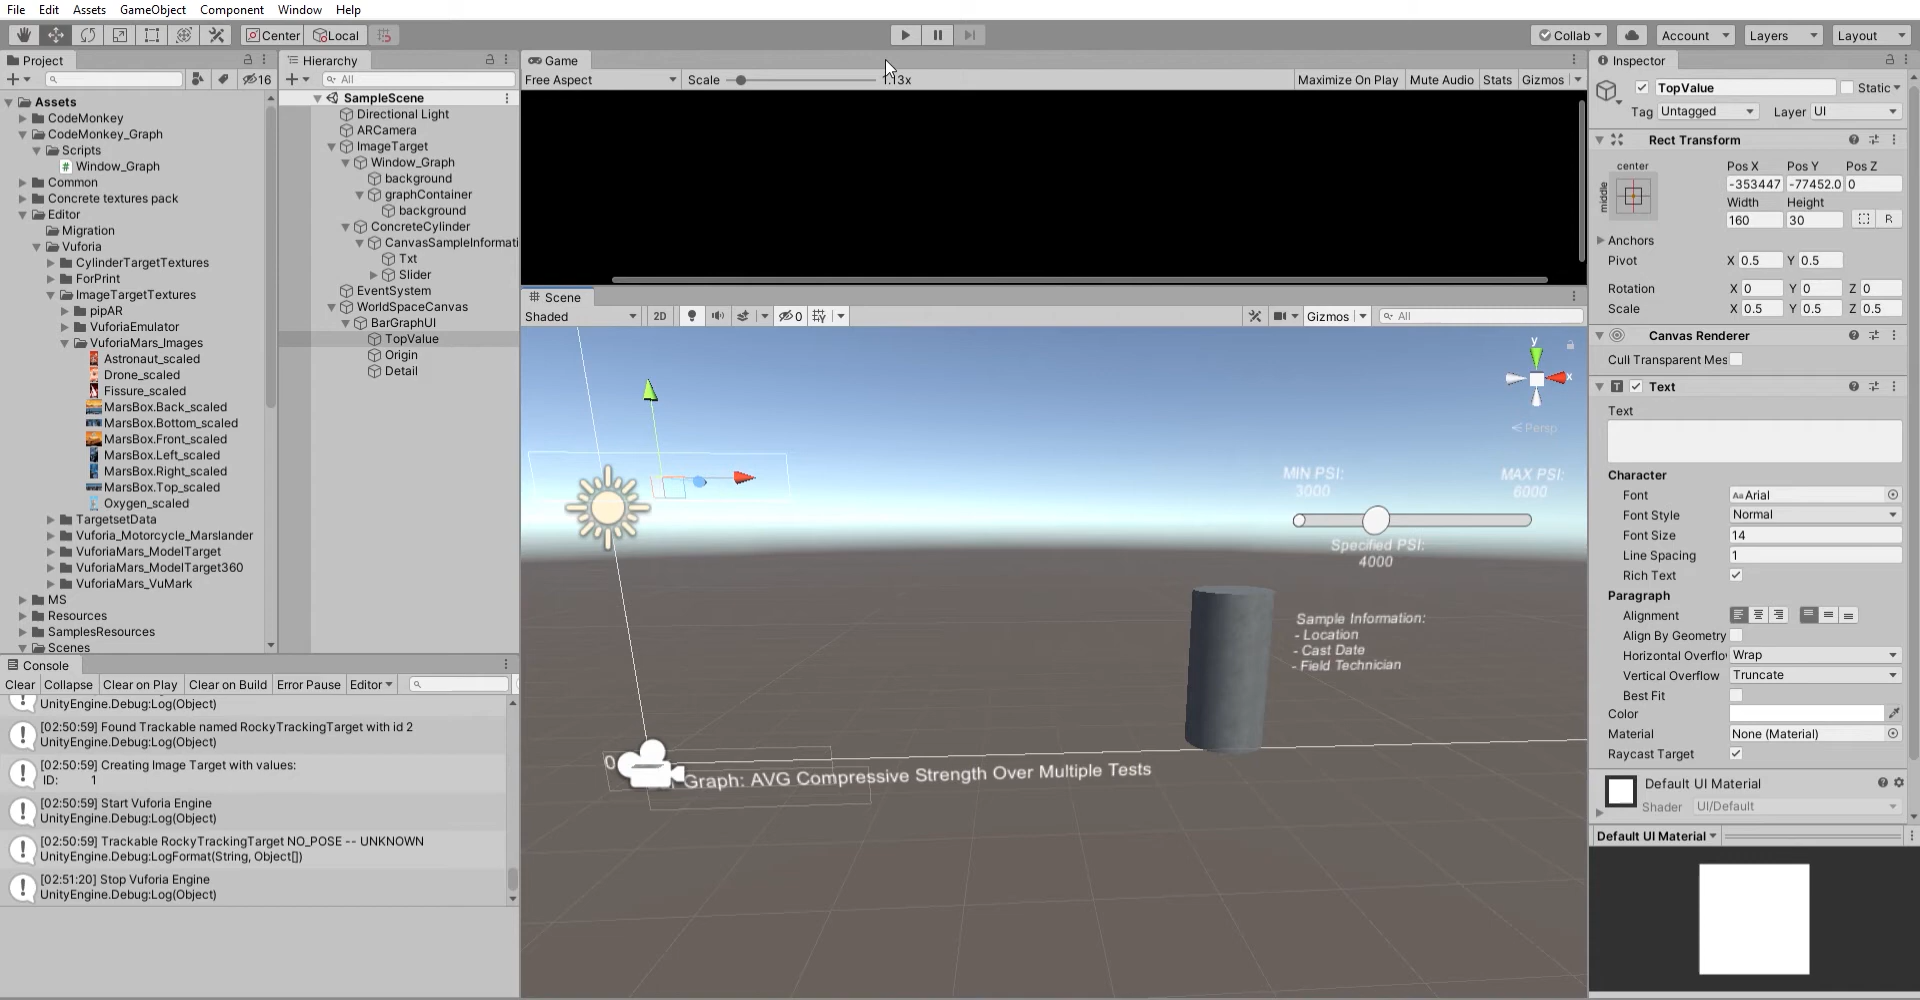 File Edit Assets GameObject Component Window Help
Center Local Collab Account Layers Layout
Project
16
Assets
CodeMonkey
CodeMonkey_Graph
Scripts
Window_Graph
Common
Concrete textures pack
Editor
Migration
Vuforia
CylinderTargetTextures
ForPrint
ImageTargetTextures
pipAR
VuforiaEmulator
VuforiaMars_Images
Astronaut_scaled
Drone_scaled
Fissure_scaled
MarsBox.Back_scaled
MarsBox.Bottom_scaled
MarsBox.Front_scaled
MarsBox.Left_scaled
MarsBox.Right_scaled
MarsBox.Top_scaled
Oxygen_scaled
TargetsetData
Vuforia_Motorcycle_Marslander
VuforiaMars_ModelTarget
VuforiaMars_ModelTarget360
VuforiaMars_VuMark
MS
Resources
SamplesResources
Scenes
Hierarchy
All
SampleScene
Directional Light
ARCamera
ImageTarget
Window_Graph
background
graphContainer
background
ConcreteCylinder
CanvasSampleInformati
Txt
Slider
EventSystem
WorldSpaceCanvas
BarGraphUI
TopValue
Origin
Detail
Console
Clear Collapse Clear on Play Clear on Build Error Pause Editor
UnityEngine.Debug:Log(Object)
[02:50:59] Found Trackable named RockyTrackingTarget with id 2
UnityEngine.Debug:Log(Object)
[02:50:59] Creating Image Target with values:
ID: 1
[02:50:59] Start Vuforia Engine
UnityEngine.Debug:Log(Object)
[02:50:59] Trackable RockyTrackingTarget NO_POSE -- UNKNOWN
UnityEngine.Debug:LogFormat(String, Object[])
[02:51:20] Stop Vuforia Engine
UnityEngine.Debug:Log(Object)
Game
Free Aspect Scale 1.13x Maximize On Play Mute Audio Stats Gizmos
Scene
Shaded 2D 0 Gizmos All
y
x
Persp
MIN PSI:
3000
MAX PSI:
6000
Specified PSI:
4000
Sample Information:
- Location
- Cast Date
- Field Technician
0
Graph: AVG Compressive Strength Over Multiple Tests
Inspector
TopValue Static
Tag Untagged Layer UI
Rect Transform
center
middle
Pos X Pos Y Pos Z
-353447 -77452.0 0
Width Height
160 30 R
Anchors
Pivot X 0.5 Y 0.5
Rotation X 0 Y 0 Z 0
Scale X 0.5 Y 0.5 Z 0.5
Canvas Renderer
Cull Transparent Mes
Text
Text
Character
Font Arial
Font Style Normal
Font Size 14
Line Spacing 1
Rich Text
Paragraph
Alignment
Align By Geometry
Horizontal Overflo Wrap
Vertical Overflow Truncate
Best Fit
Color
Material None (Material)
Raycast Target
Default UI Material
Shader UI/Default
Default UI Material